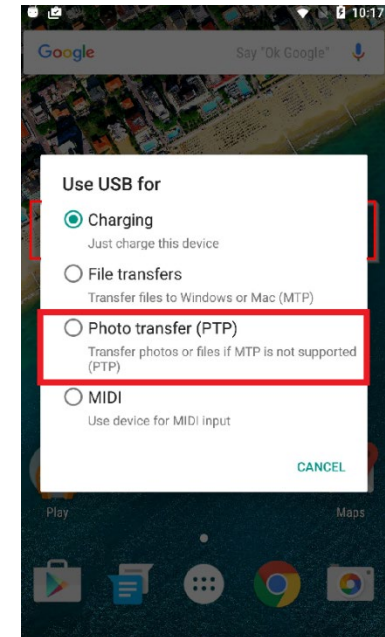 10:17
Google
Say "Ok Google"
Use USB for
Charging
Just charge this device
File transfers
Transfer files to Windows or Mac (MTP)
Photo transfer (PTP)
Transfer photos or files if MTP is not supported
(PTP)
MIDI
Use device for MIDI input
CANCEL
Play
Maps